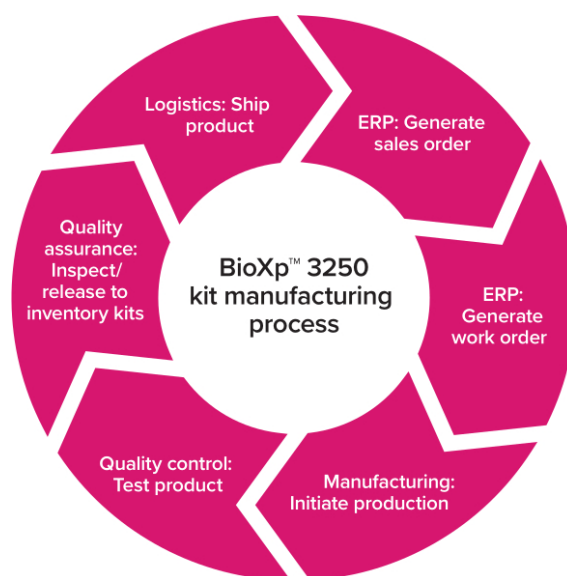 BioXp™ 3250
kit manufacturing
process
ERP: Generate
sales order
ERP:
Generate
work order
Manufacturing:
Initiate production
Quality control:
Test product
Quality
assurance:
Inspect/
release to
inventory kits
Logistics: Ship
product